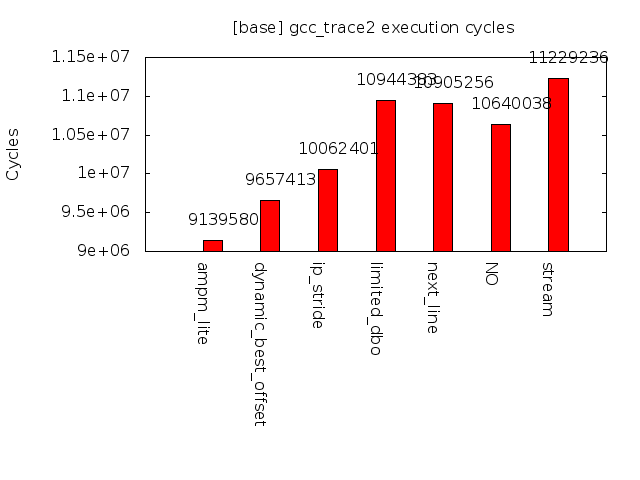 [base] gcc_trace2 execution cycles
Cycles
1.15e+07
1.1e+07
1.05e+07
1e+07
9.5e+06
9e+06
9139580
9657413
10062401
10944383
10905256
10640038
11229236
ampm_lite
dynamic_best_offset
ip_stride
limited_dbo
next_line
NO
stream